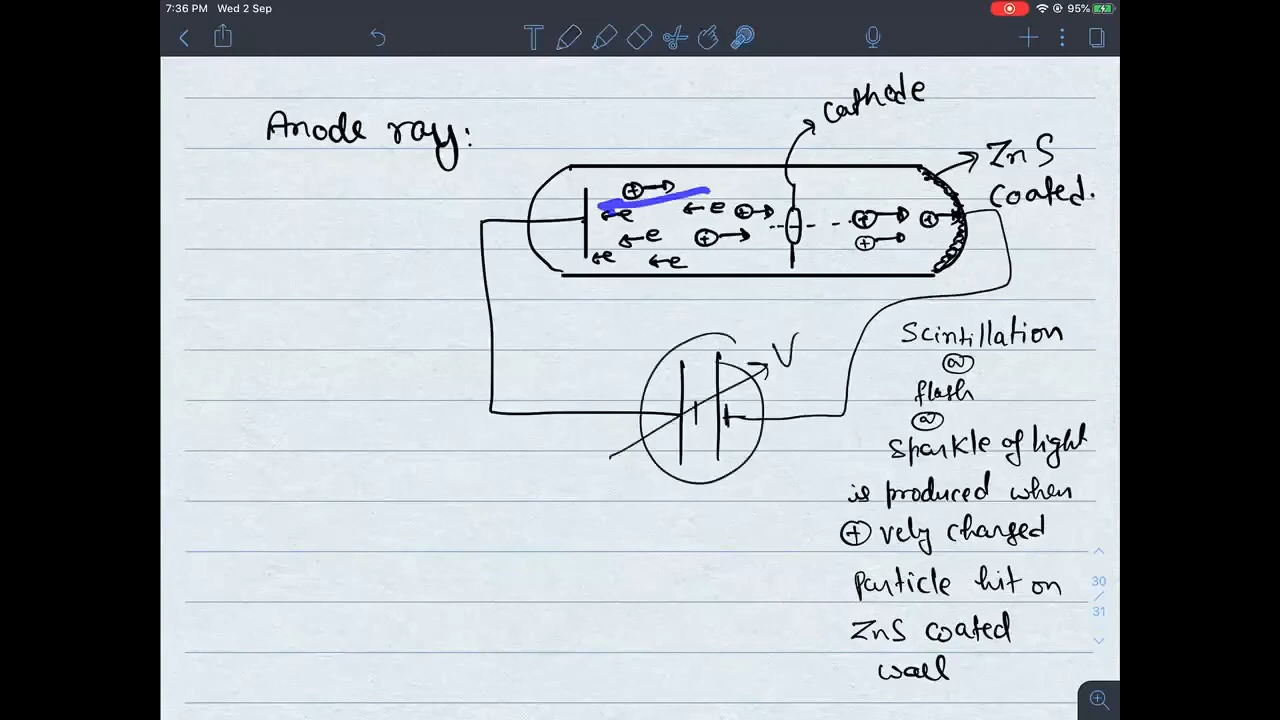 7:36 PM Wed 2 Sep
95%
T
Anode ray:
Cathode
ZnS
coated.
+ e e +
e + + +
e e +
V
Scintillation
or
flash
or
sparkle of light
is produced when
+ vely charged
Particle hit on
ZnS coated
wall
30
31